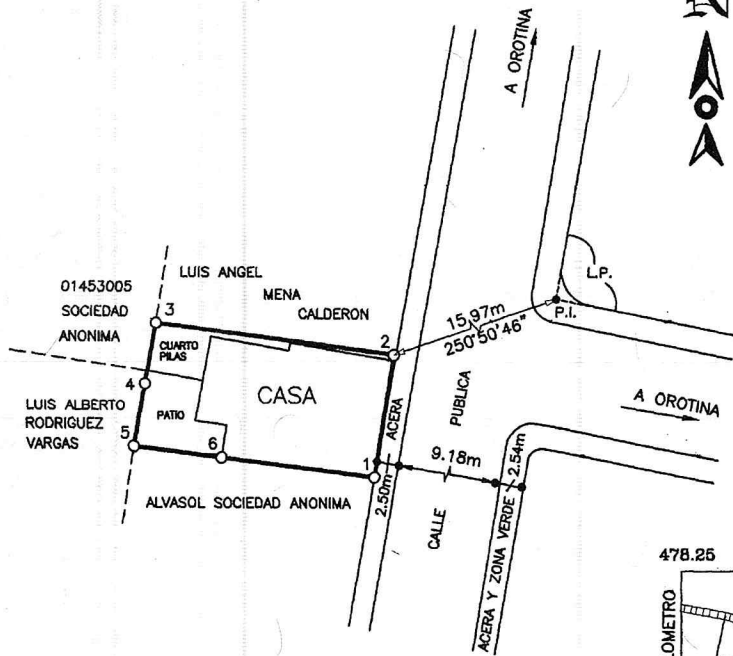 N
A OROTINA
L.P.
P.I.
15.97m
250°50'46"
01453005
SOCIEDAD
ANONIMA
LUIS ANGEL
MENA
CALDERON
3
2
CUARTO
PILAS
CASA
4
PATIO
LUIS ALBERTO
RODRIGUEZ
VARGAS
5
6
1
ACERA
2.50m
PUBLICA
CALLE
9.18m
2.54m
A OROTINA
ACERA Y ZONA VERDE
ALVASOL SOCIEDAD ANONIMA
478.25
LOMETRO